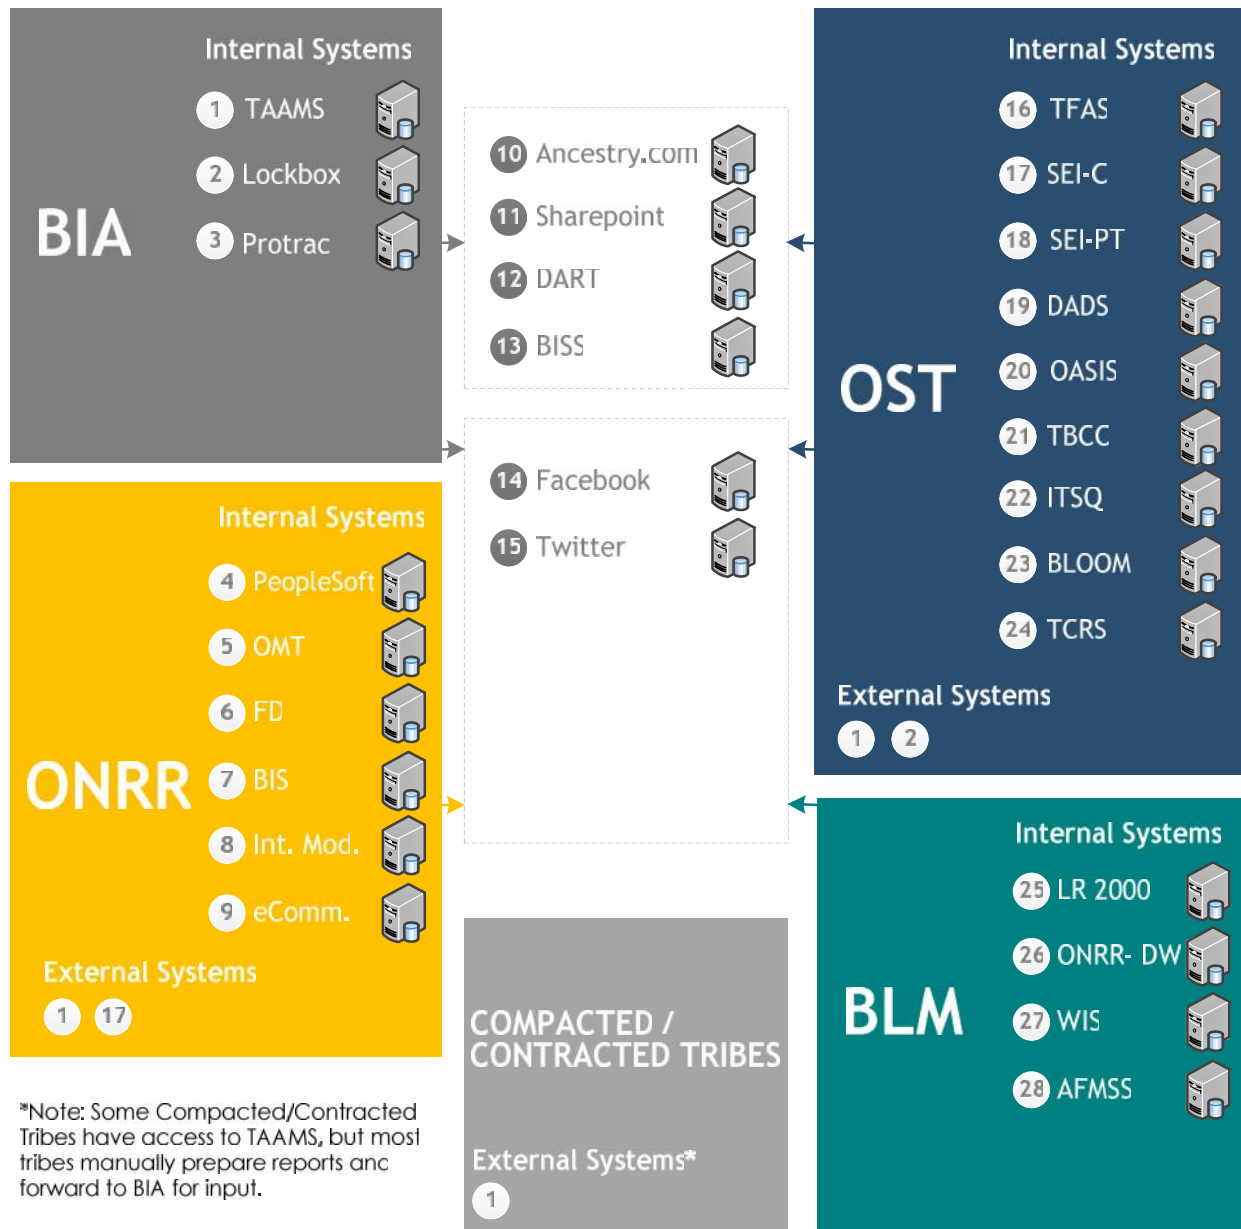 BIA
Internal Systems
1 TAAMS
2 Lockbox
3 Protrac
ONRR
Internal Systems
4 PeopleSoft
5 OMT
6 FD
7 BIS
8 Int. Mod.
9 eComm.
External Systems
1 17
*Note: Some Compacted/Contracted
Tribes have access to TAAMS, but most
tribes manually prepare reports and
forward to BIA for input.
10 Ancestry.com
11 Sharepoint
12 DART
13 BISS
14 Facebook
15 Twitter
COMPACTED /
CONTRACTED TRIBES
External Systems*
1
OST
Internal Systems
16 TFAS
17 SEI-C
18 SEI-PT
19 DADS
20 OASIS
21 TBCC
22 ITSQ
23 BLOOM
24 TCRS
External Systems
1 2
BLM
Internal Systems
25 LR 2000
26 ONRR- DW
27 WIS
28 AFMSS